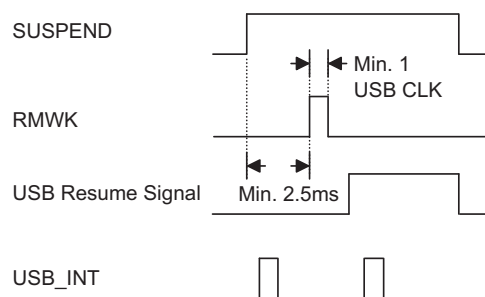 SUSPEND
Min. 1
USB CLK
RMWK
USB Resume Signal
Min. 2.5ms
USB_INT